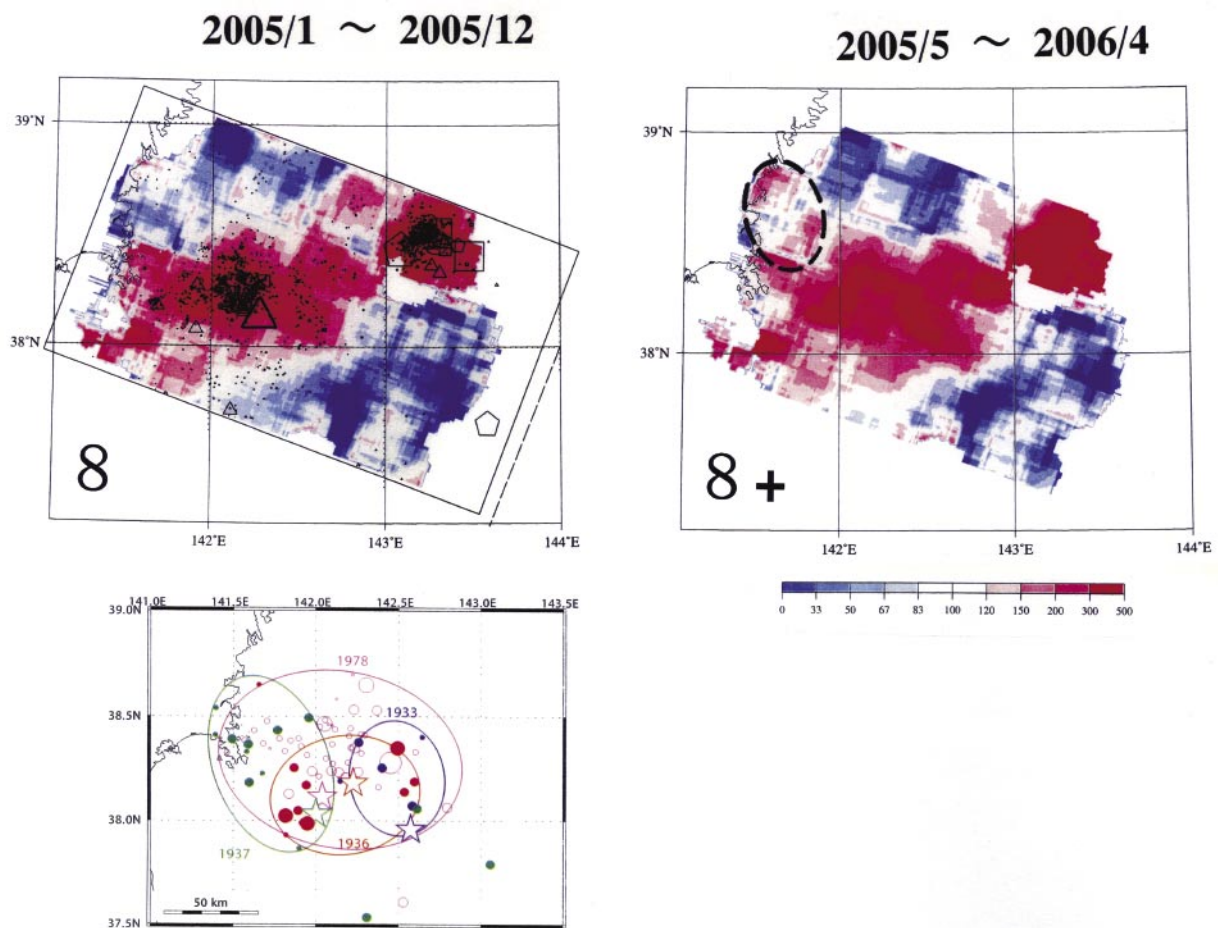 2005/1 ～ 2005/12
2005/5 ～ 2006/4
39°N
38°N
8
142°E
143°E
144°E
39°N
38°N
8 +
142°E
143°E
144°E
0 33 50 67 83 100 120 150 200 300 500
141.0E 141.5E 142.0E 142.5E 143.0E 143.5E
39.0N
38.5N
38.0N
37.5N
1978
1933
1936
1937
50 km